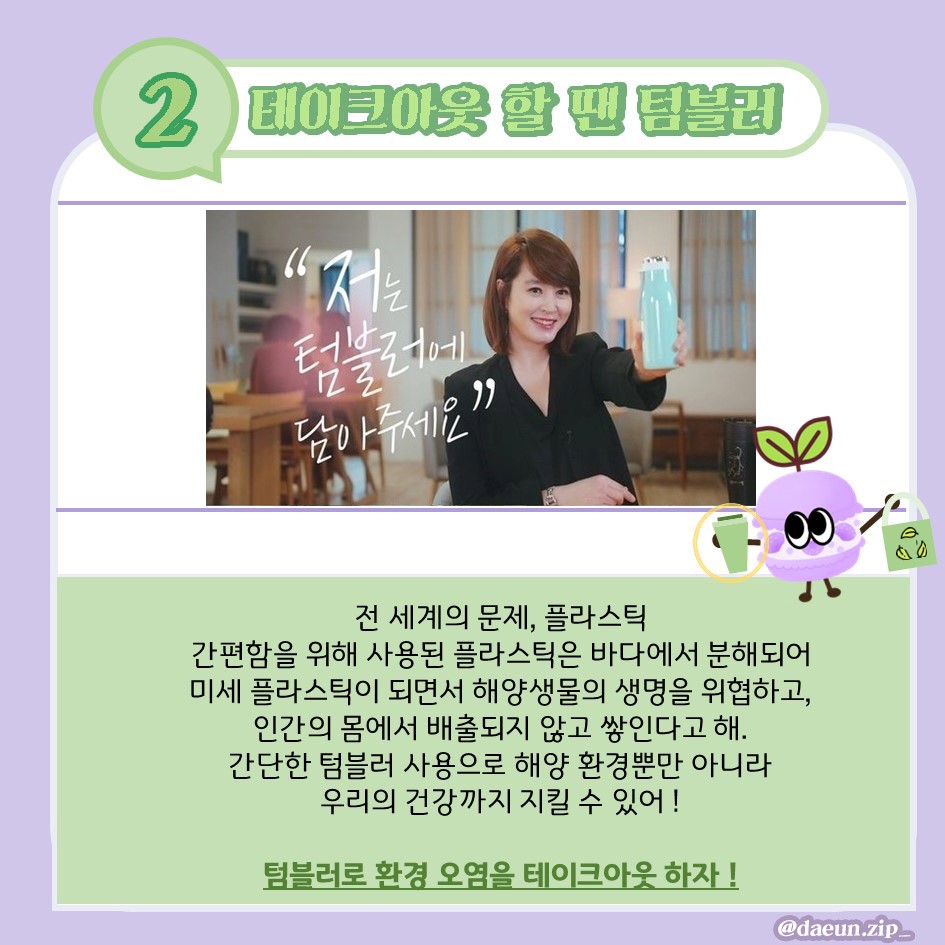 2
테이크아웃 할 땐 텀블러
“저는
텀블러에
담아주세요”
전 세계의 문제, 플라스틱
간편함을 위해 사용된 플라스틱은 바다에서 분해되어
미세 플라스틱이 되면서 해양생물의 생명을 위협하고,
인간의 몸에서 배출되지 않고 쌓인다고 해.
간단한 텀블러 사용으로 해양 환경뿐만 아니라
우리의 건강까지 지킬 수 있어 !
텀블러로 환경 오염을 테이크아웃 하자 !
@daeun.zip_